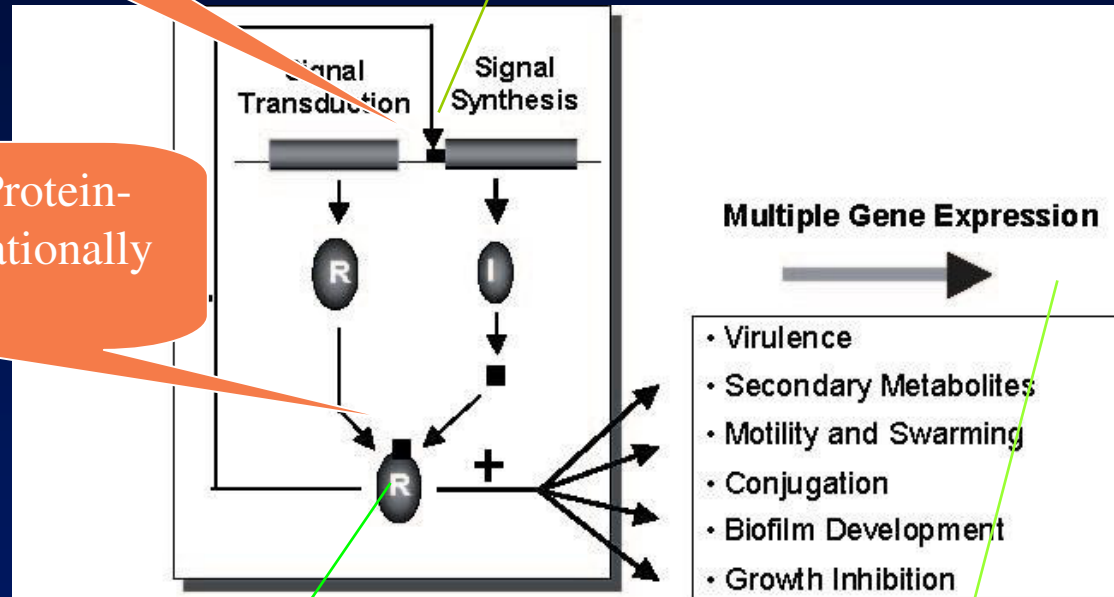 Signal
Transduction
Signal
Synthesis
Protein-
ationally
R
I
R
+
Multiple Gene Expression
• Virulence
• Secondary Metabolites
• Motility and Swarming
• Conjugation
• Biofilm Development
• Growth Inhibition